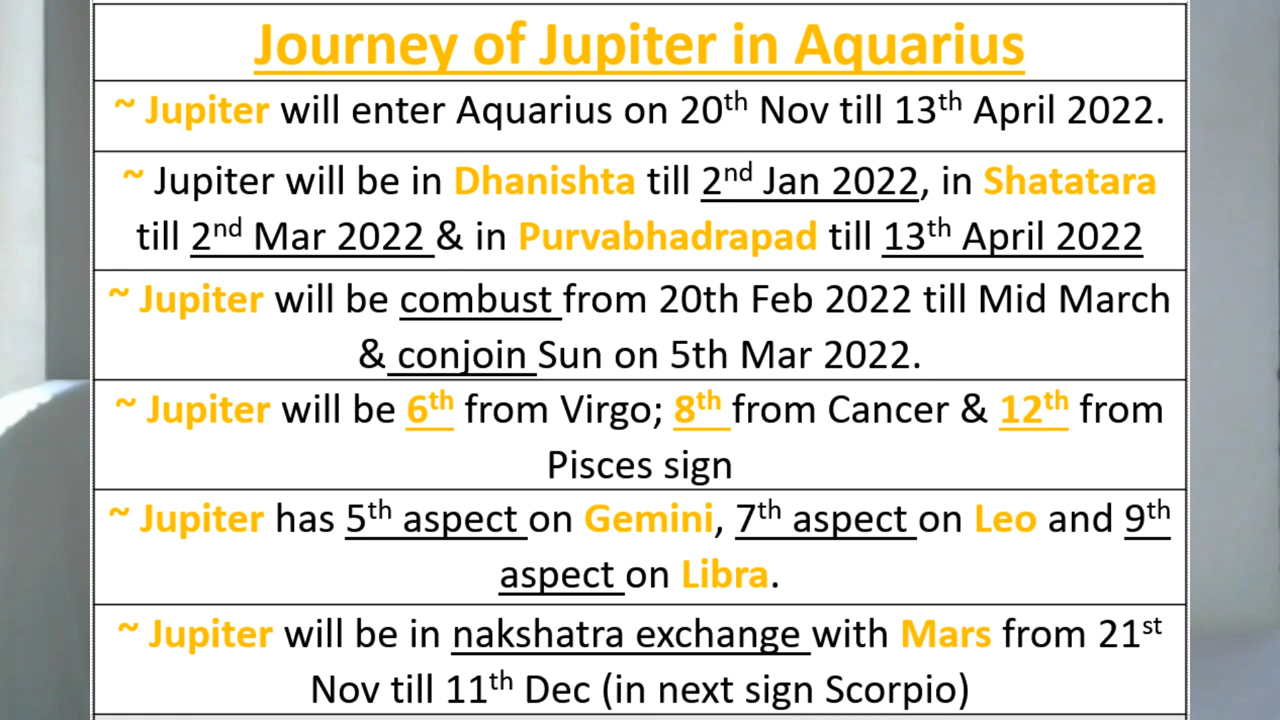 Journey of Jupiter in Aquarius
~ Jupiter will enter Aquarius on 20th Nov till 13th April 2022.
~ Jupiter will be in Dhanishta till 2nd Jan 2022, in Shatatara
till 2nd Mar 2022 & in Purvabhadrapad till 13th April 2022
~ Jupiter will be combust from 20th Feb 2022 till Mid March
& conjoin Sun on 5th Mar 2022.
~ Jupiter will be 6th from Virgo; 8th from Cancer & 12th from
Pisces sign
~ Jupiter has 5th aspect on Gemini, 7th aspect on Leo and 9th
aspect on Libra.
~ Jupiter will be in nakshatra exchange with Mars from 21st
Nov till 11th Dec (in next sign Scorpio)